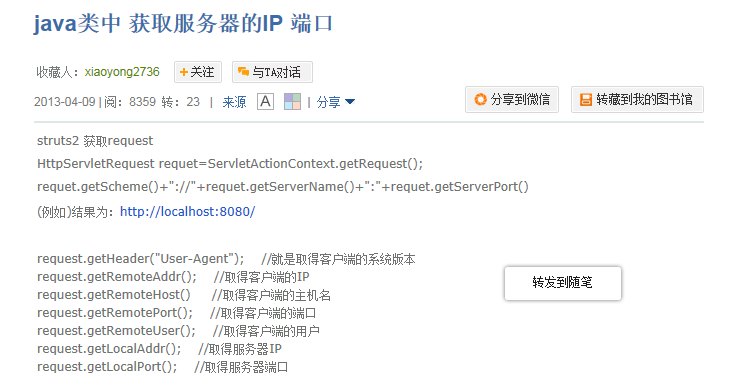 java类中 获取服务器的IP 端口
收藏人：xiaoyong2736 关注 与TA对话
2013-04-09 | 阅：8359 转：23 | 来源 A | 分享 分享到微信 转藏到我的图书馆
struts2 获取request
HttpServletRequest requet=ServletActionContext.getRequest();
requet.getScheme()+"://"+requet.getServerName()+":"+requet.getServerPort()
(例如)结果为：http://localhost:8080/
request.getHeader("User-Agent"); //就是取得客户端的系统版本
request.getRemoteAddr(); //取得客户端的IP
request.getRemoteHost() //取得客户端的主机名
request.getRemotePort(); //取得客户端的端口
request.getRemoteUser(); //取得客户端的用户
request.getLocalAddr(); //取得服务器IP
request.getLocalPort(); //取得服务器端口
转发到随笔